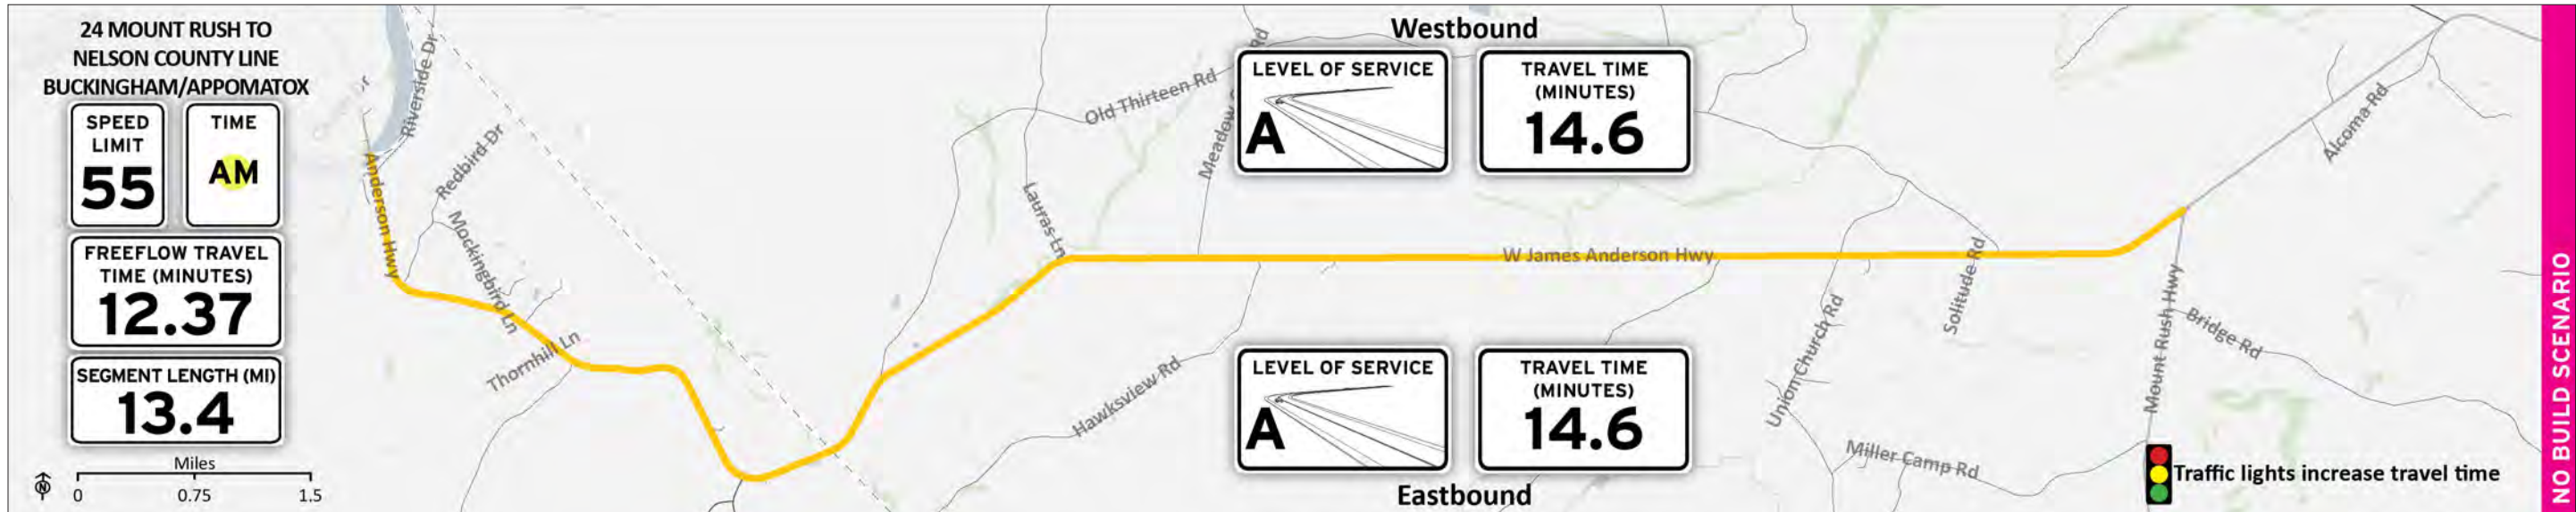 24 MOUNT RUSH TO
NELSON COUNTY LINE
BUCKINGHAM/APPOMATOX
SPEED
LIMIT
55
TIME
AM
FREEFLOW TRAVEL
TIME (MINUTES)
12.37
SEGMENT LENGTH (MI)
13.4
Miles
0 0.75 1.5
N
Riverside Dr
Redbird Dr
Anderson Hwy
Mockingbird Ln
Thornhill Ln
Old Thirteen Rd
Meadow
Rd
Lauras Ln
Hawksview Rd
Westbound
LEVEL OF SERVICE
A
TRAVEL TIME
(MINUTES)
14.6
W James Anderson Hwy
LEVEL OF SERVICE
A
TRAVEL TIME
(MINUTES)
14.6
Eastbound
Union Church Rd
Solitude Rd
Miller Camp Rd
Mount Rush Hwy
Bridge Rd
Alcoma Rd
Traffic lights increase travel time
NO BUILD SCENARIO